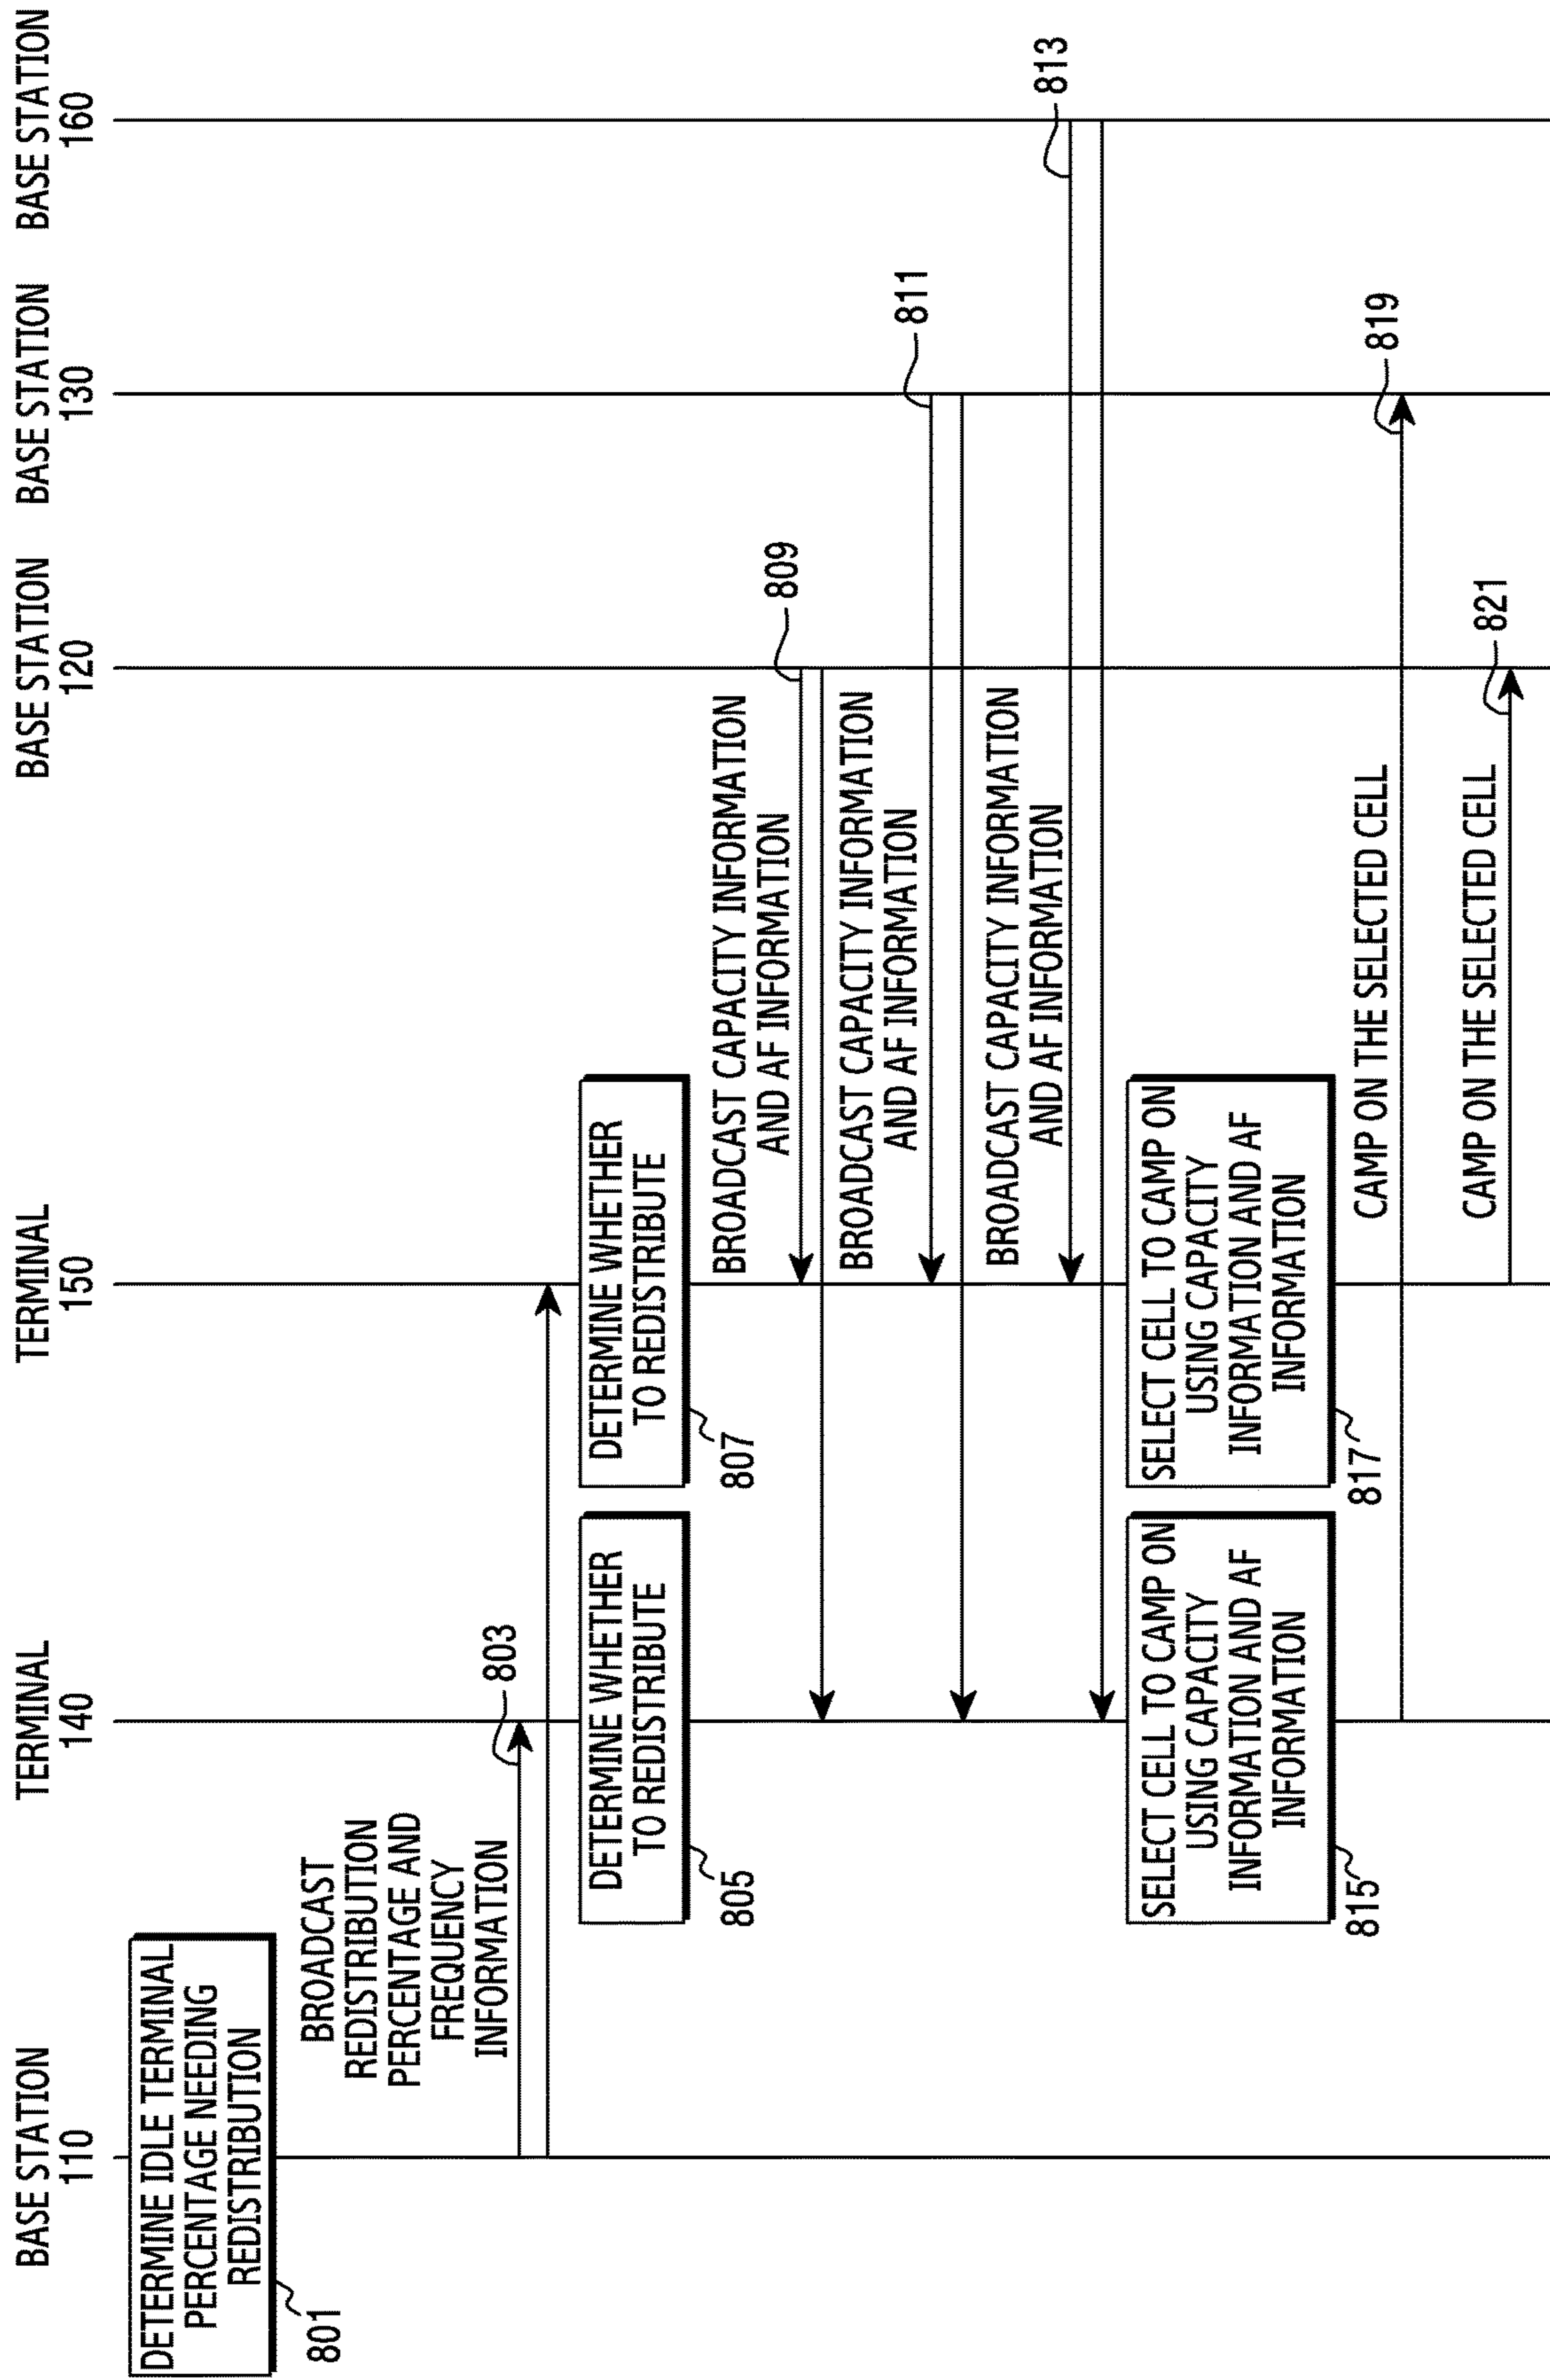 BASE STATION
110
TERMINAL
140
TERMINAL
150
BASE STATION
120
BASE STATION
130
BASE STATION
160
DETERMINE IDLE TERMINAL
PERCENTAGE NEEDING
REDISTRIBUTION
801
BROADCAST
REDISTRIBUTION
PERCENTAGE AND
FREQUENCY
INFORMATION
803
DETERMINE WHETHER
TO REDISTRIBUTE
805
DETERMINE WHETHER
TO REDISTRIBUTE
807
BROADCAST CAPACITY INFORMATION
AND AF INFORMATION
809
BROADCAST CAPACITY INFORMATION
AND AF INFORMATION
811
BROADCAST CAPACITY INFORMATION
AND AF INFORMATION
813
SELECT CELL TO CAMP ON
USING CAPACITY
INFORMATION AND AF
INFORMATION
815
SELECT CELL TO CAMP ON
USING CAPACITY
INFORMATION AND AF
INFORMATION
817
CAMP ON THE SELECTED CELL
819
CAMP ON THE SELECTED CELL
821